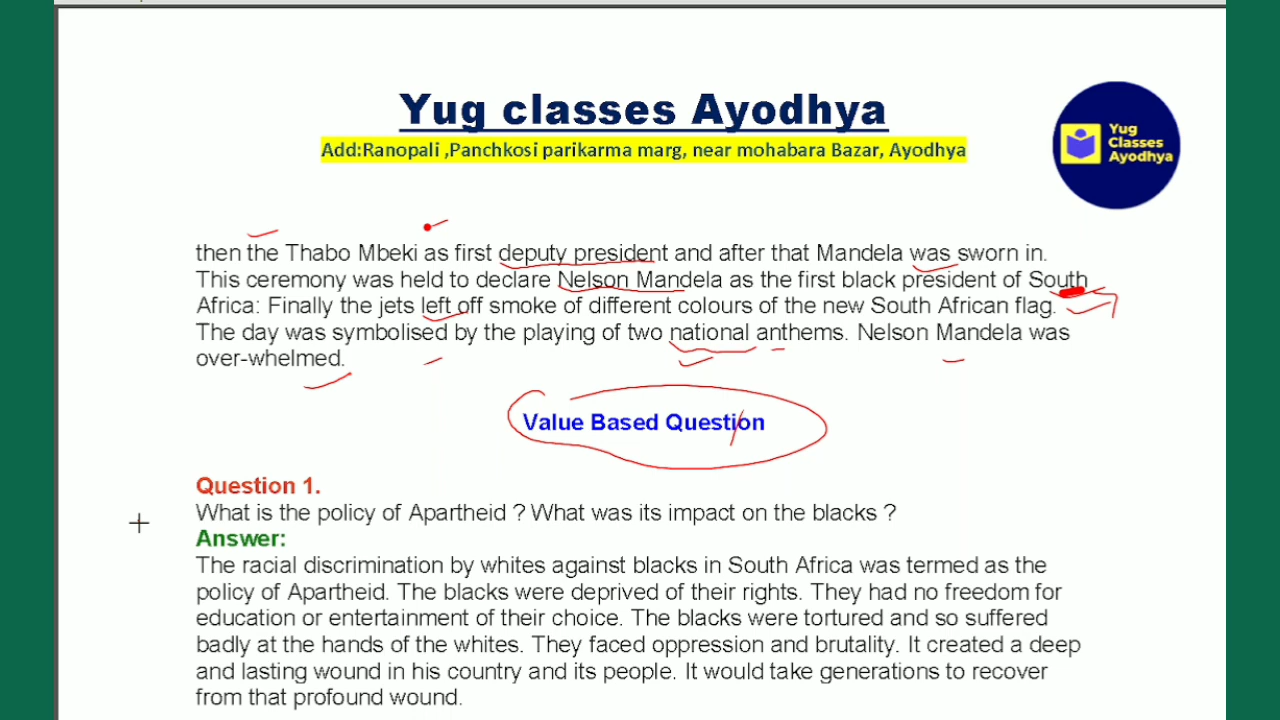 Yug classes Ayodhya
Add:Ranopali ,Panchkosi parikarma marg, near mohabara Bazar, Ayodhya
Yug
Classes
Ayodhya
then the Thabo Mbeki as first deputy president and after that Mandela was sworn in.
This ceremony was held to declare Nelson Mandela as the first black president of South
Africa: Finally the jets left off smoke of different colours of the new South African flag.
The day was symbolised by the playing of two national anthems. Nelson Mandela was
over-whelmed.
Value Based Question
Question 1.
What is the policy of Apartheid ? What was its impact on the blacks ?
Answer:
The racial discrimination by whites against blacks in South Africa was termed as the
policy of Apartheid. The blacks were deprived of their rights. They had no freedom for
education or entertainment of their choice. The blacks were tortured and so suffered
badly at the hands of the whites. They faced oppression and brutality. It created a deep
and lasting wound in his country and its people. It would take generations to recover
from that profound wound.